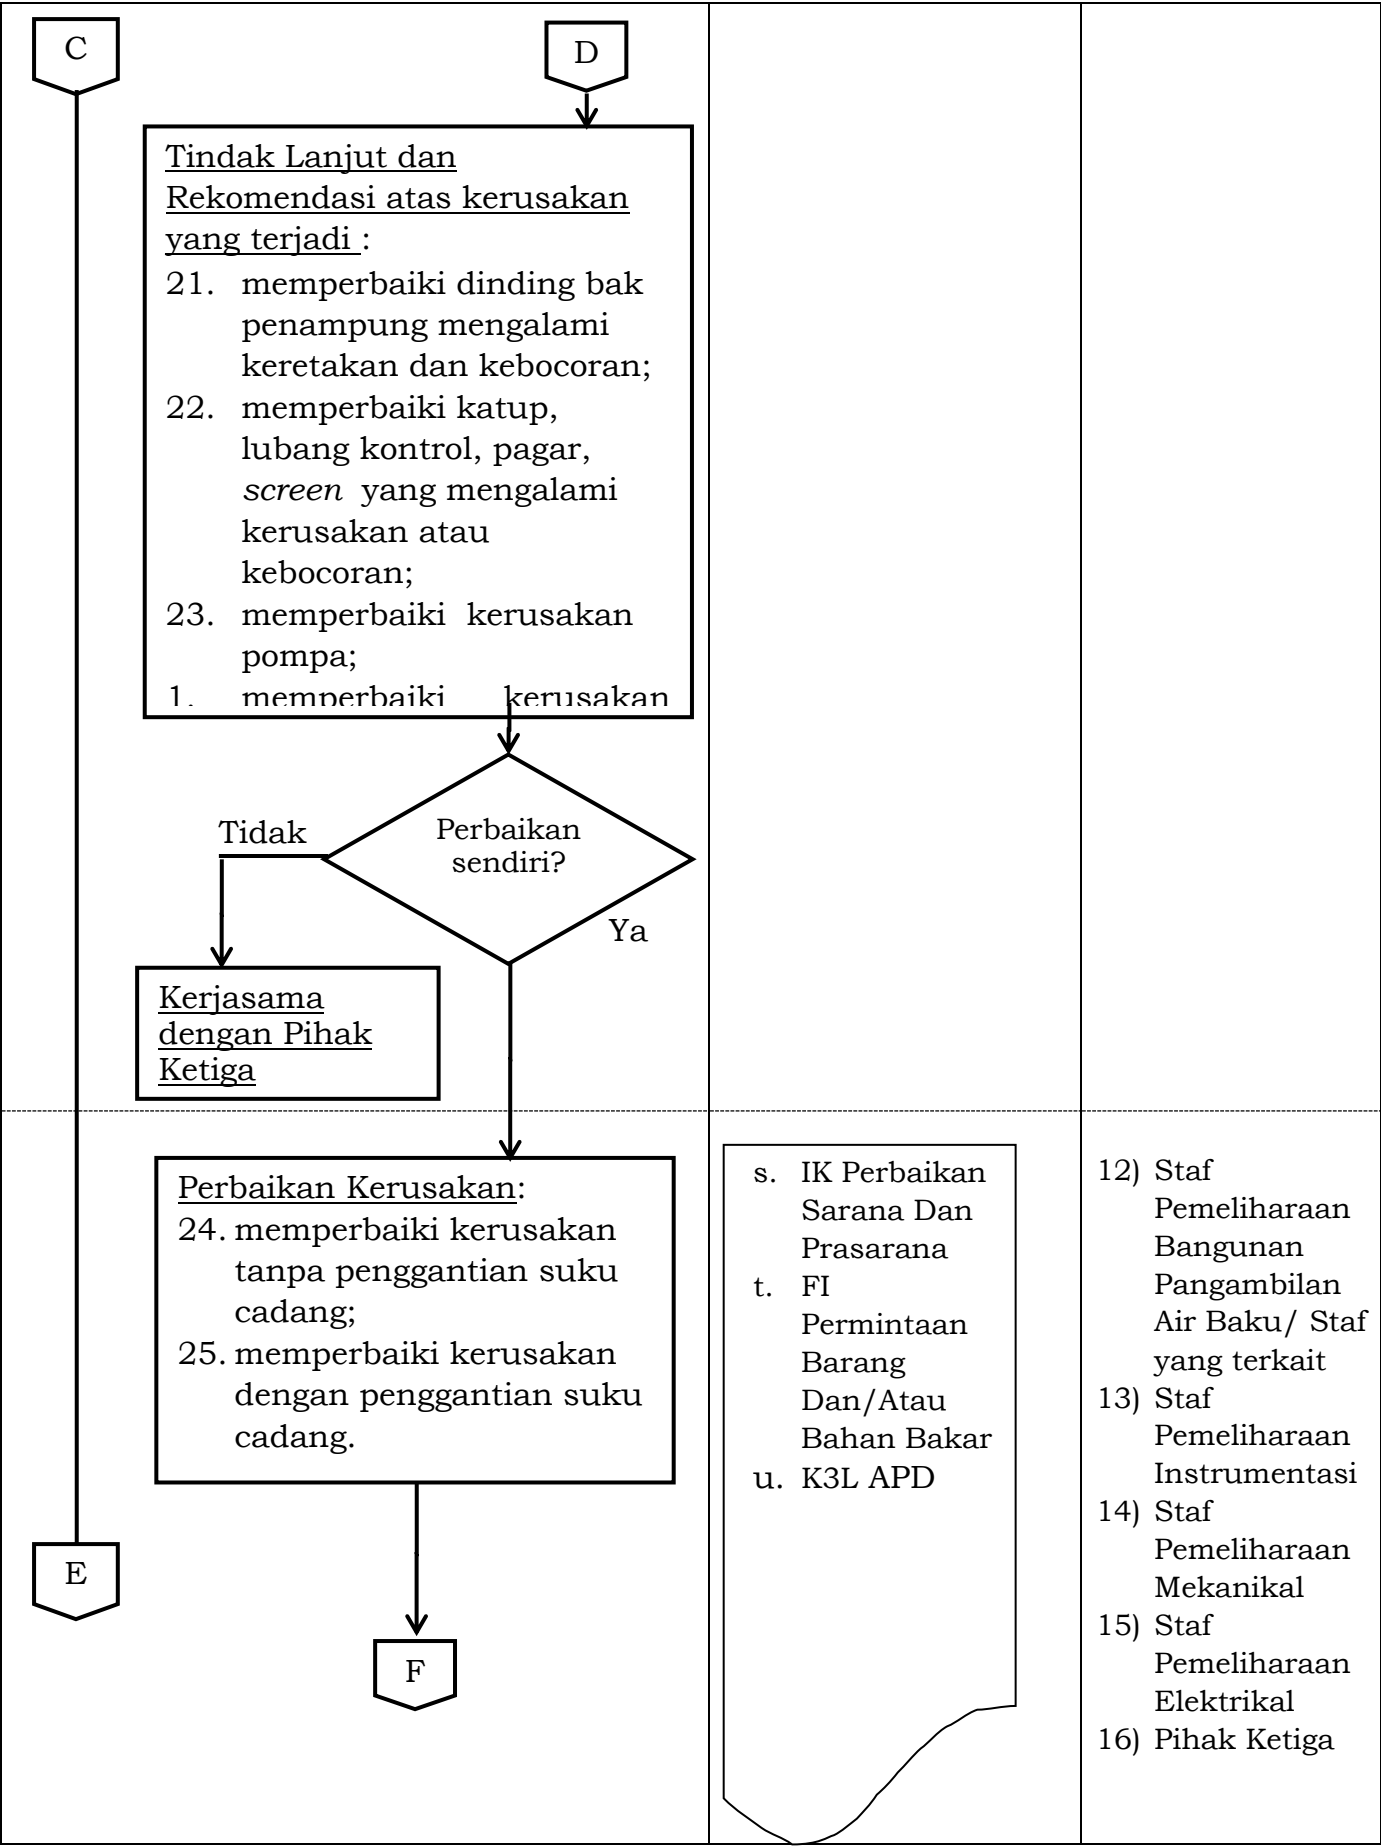 C
D
Tindak Lanjut dan
Rekomendasi atas kerusakan
yang terjadi :
21. memperbaiki dinding bak
penampung mengalami
keretakan dan kebocoran;
22. memperbaiki katup,
lubang kontrol, pagar,
screen yang mengalami
kerusakan atau
kebocoran;
23. memperbaiki kerusakan
pompa;
1. memperbaiki kerusakan
Perbaikan
sendiri?
Tidak
Ya
Kerjasama
dengan Pihak
Ketiga
Perbaikan Kerusakan:
24. memperbaiki kerusakan
tanpa penggantian suku
cadang;
25. memperbaiki kerusakan
dengan penggantian suku
cadang.
E
F
s. IK Perbaikan
Sarana Dan
Prasarana
t. FI
Permintaan
Barang
Dan/Atau
Bahan Bakar
u. K3L APD
12) Staf
Pemeliharaan
Bangunan
Pangambilan
Air Baku/ Staf
yang terkait
13) Staf
Pemeliharaan
Instrumentasi
14) Staf
Pemeliharaan
Mekanikal
15) Staf
Pemeliharaan
Elektrikal
16) Pihak Ketiga